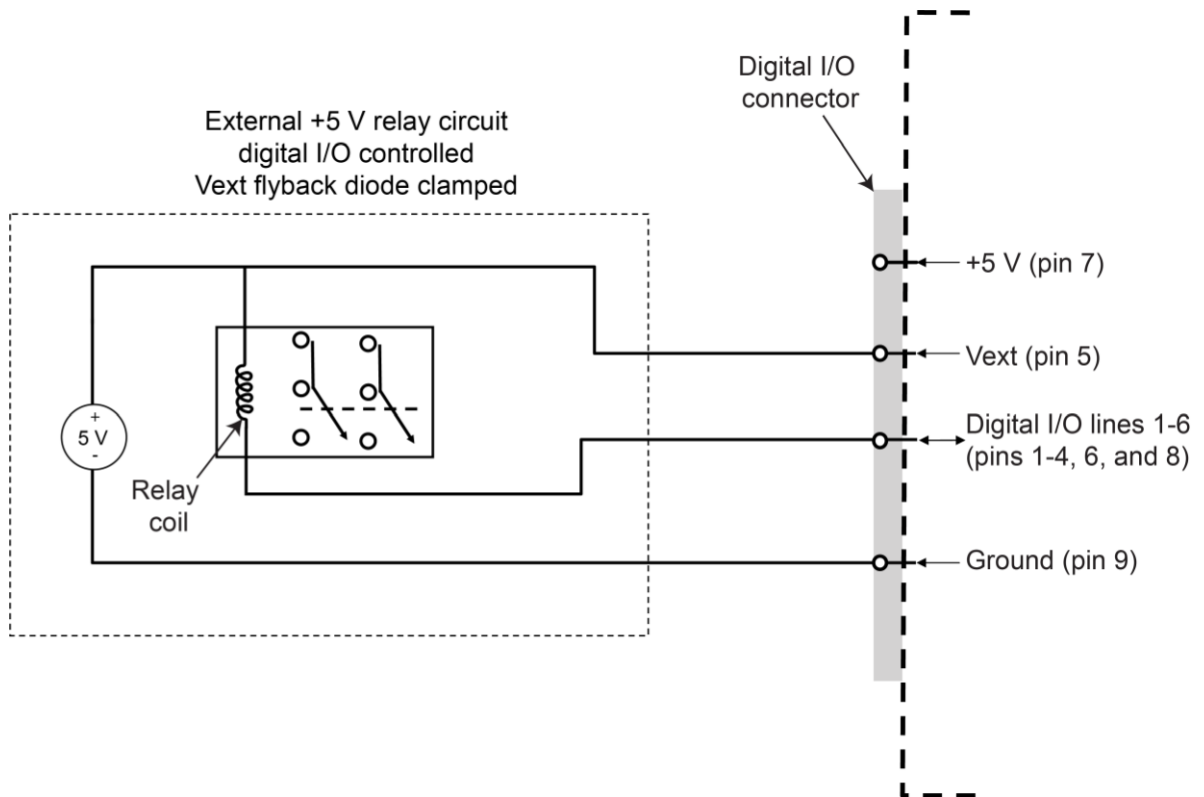 Digital I/O
connector
External +5 V relay circuit
digital I/O controlled
Vext flyback diode clamped
+5 V (pin 7)
Vext (pin 5)
+
5 V
-
Digital I/O lines 1-6
(pins 1-4, 6, and 8)
Relay
coil
Ground (pin 9)